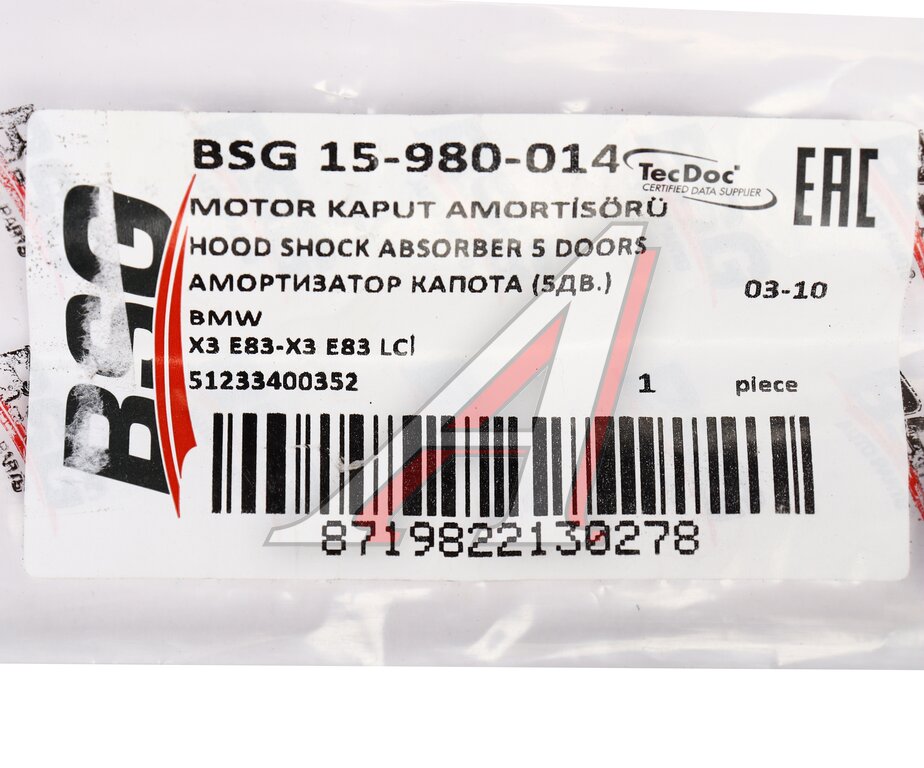 BSG
BSG 15-980-014
TecDoc
CERTIFIED DATA SUPPLIER
EAC
MOTOR KAPUT AMORTİSÖRÜ
HOOD SHOCK ABSORBER 5 DOORS
АМОРТИЗАТОР КАПОТА (5ДВ.)
03-10
BMW
X3 E83-X3 E83 LCİ
51233400352
1 piece
8719822130278